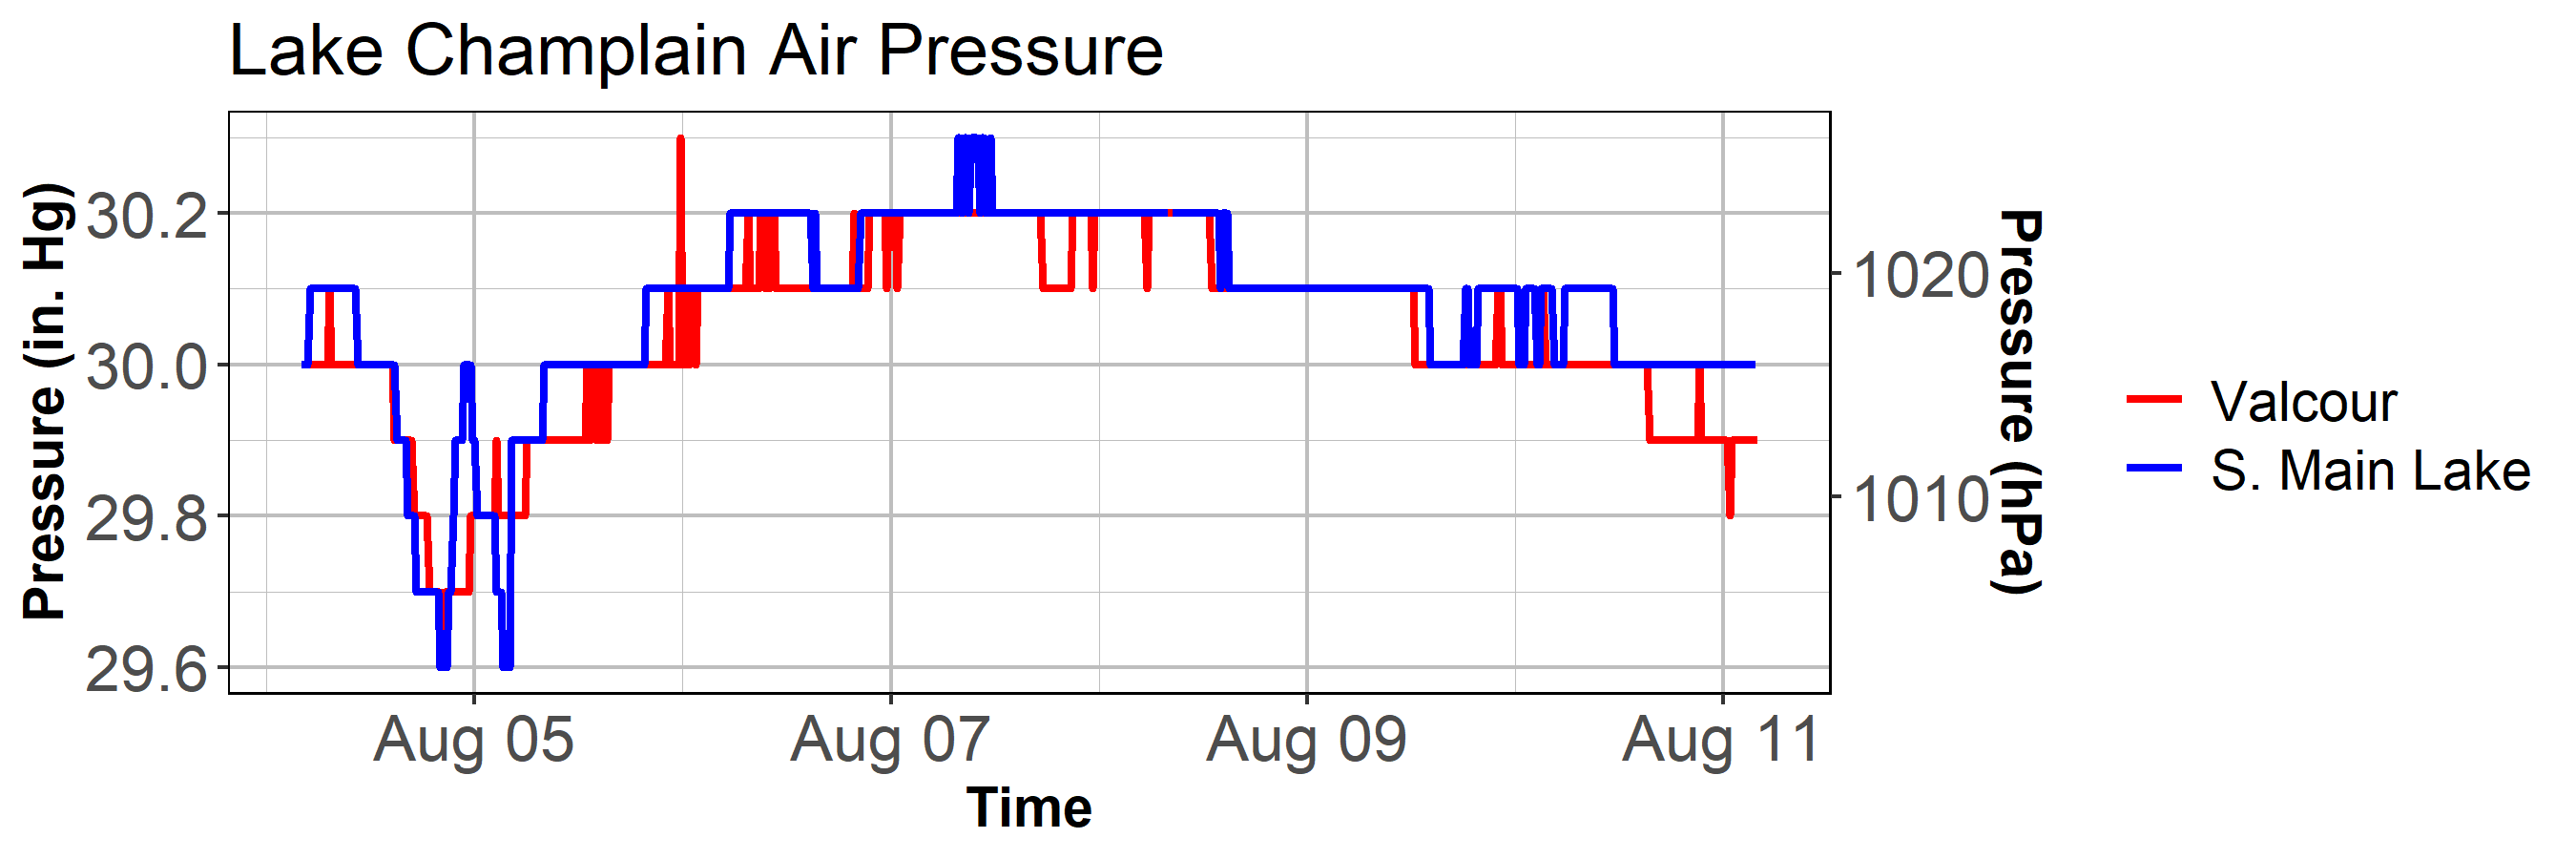 Lake Champlain Air Pressure
Pressure (in. Hg)
30.2
30.0
29.8
29.6
1020
1010
Pressure (hPa)
Aug 05
Aug 07
Aug 09
Aug 11
Time
Valcour
S. Main Lake